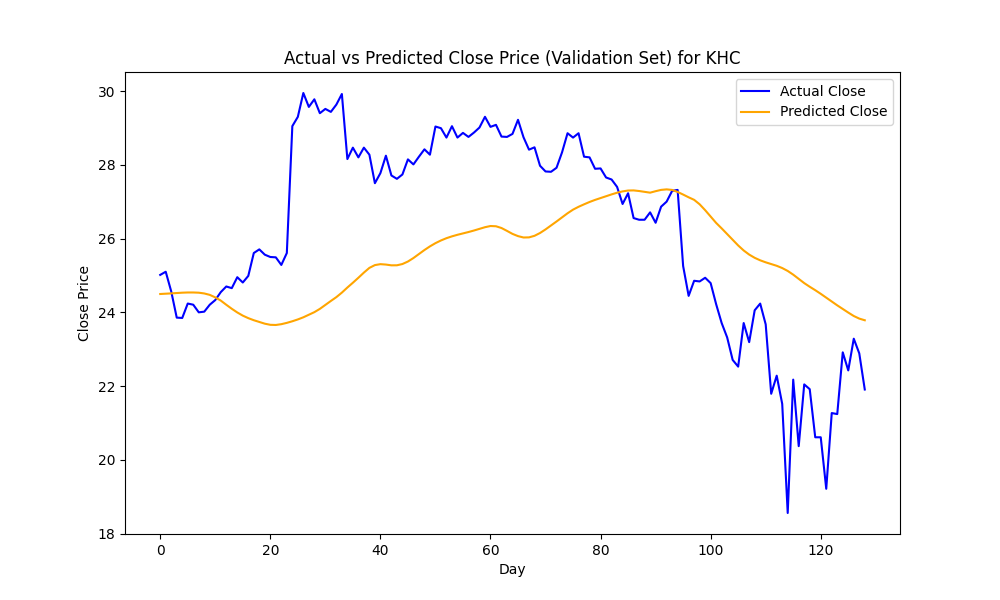 Actual vs Predicted Close Price (Validation Set) for KHC
Actual Close
Predicted Close
Close Price
30
28
26
24
22
20
18
0 20 40 60 80 100 120
Day